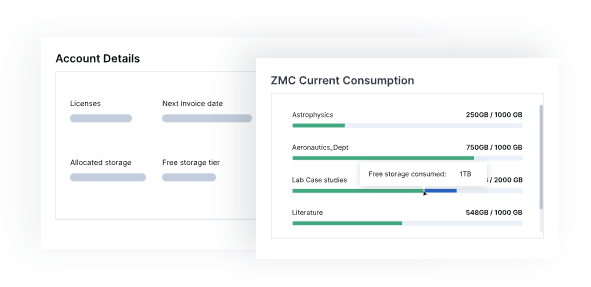 Account Details
Licenses
Next invoice date
Allocated storage
Free storage tier
ZMC Current Consumption
Astrophysics
250GB / 1000 GB
Aeronautics_Dept
750GB / 1000 GB
Free storage consumed: 1TB
Lab Case studies
/ 2000 GB
Literature
548GB / 1000 GB